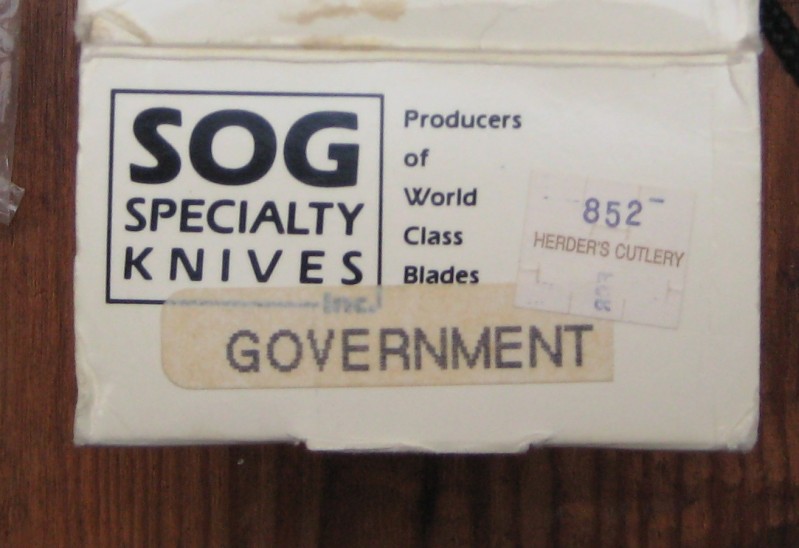 SOG
SPECIALTY
KNIVES
Inc.
Producers
of
World
Class
Blades
852-
HERDER'S CUTLERY
GOVERNMENT